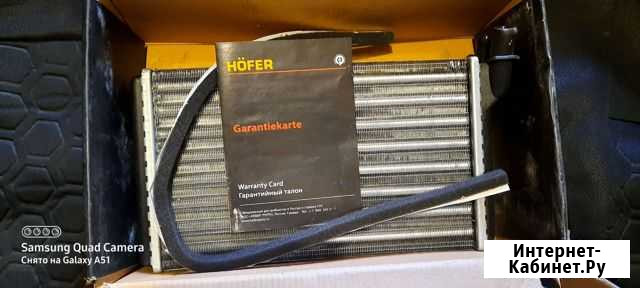 HÖFER
Garantiekarte
Warranty Card
Гарантийный талон
Samsung Quad Camera
Снято на Galaxy A51
Интернет-
Кабинет.Ру